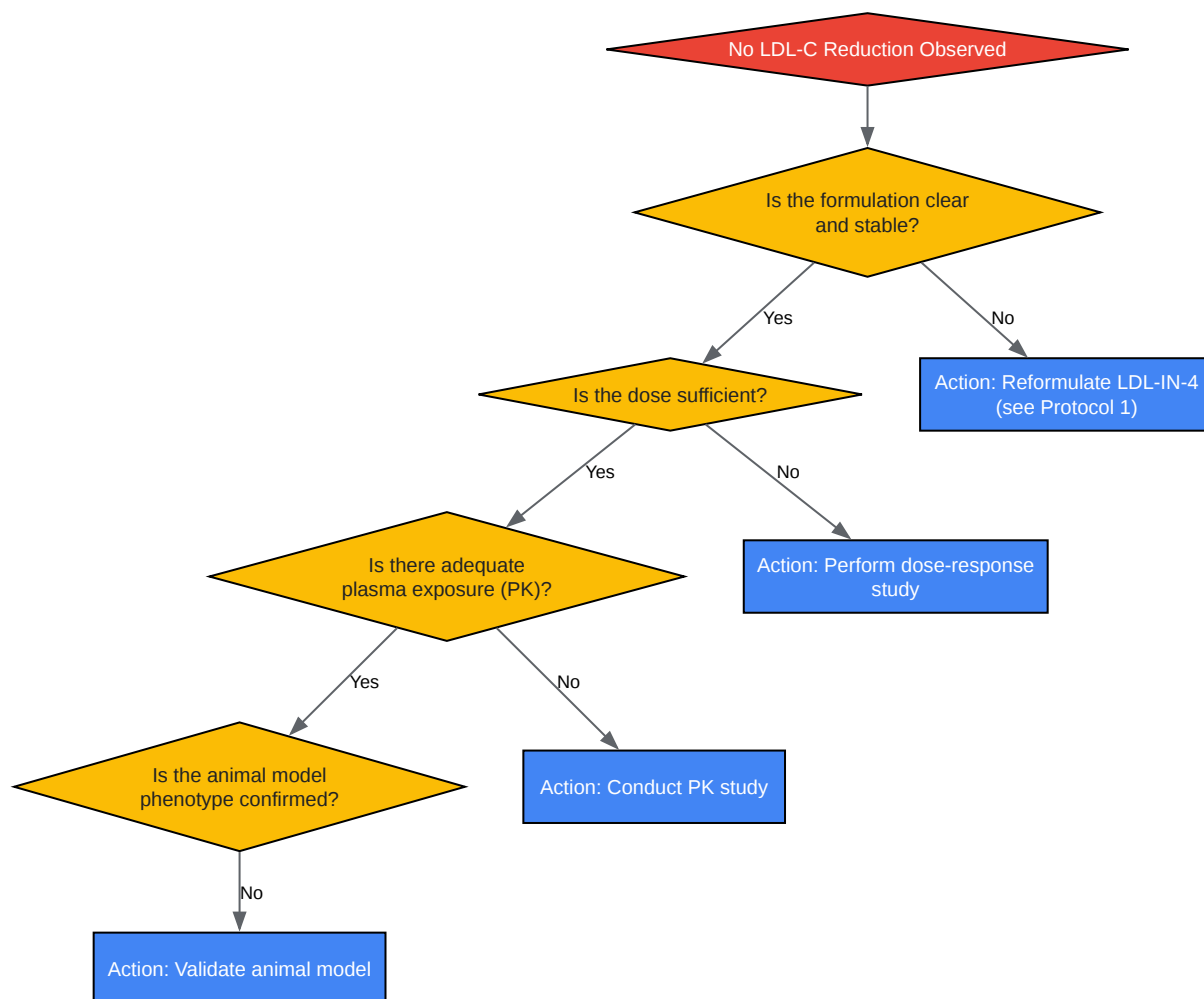 No LDL-C Reduction Observed
Is the formulation clear
and stable?
Yes
No
Is the dose sufficient?
Action: Reformulate LDL-IN-4
(see Protocol 1)
Yes
No
Is there adequate
plasma exposure (PK)?
Action: Perform dose-response
study
Yes
No
Is the animal model
phenotype confirmed?
Action: Conduct PK study
No
Action: Validate animal model